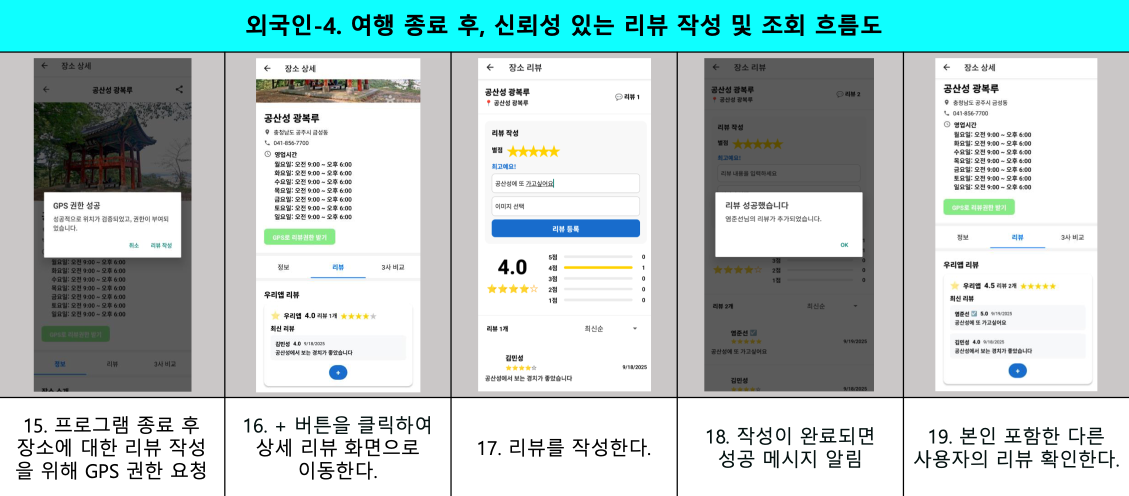 외국인-4. 여행 종료 후, 신뢰성 있는 리뷰 작성 및 조회 흐름도
← 장소 상세
← 공산성 광복루
GPS 권한 성공
성공적으로 위치가 검증되었고, 권한이 부여되
었습니다.
취소 리뷰 작성
월요일: 오전 9:00 ~ 오후 6:00
화요일: 오전 9:00 ~ 오후 6:00
수요일: 오전 9:00 ~ 오후 6:00
목요일: 오전 9:00 ~ 오후 6:00
금요일: 오전 9:00 ~ 오후 6:00
토요일: 오전 9:00 ~ 오후 6:00
일요일: 오전 9:00 ~ 오후 6:00
GPS로 리뷰권한 받기
정보 리뷰 3사 비교
장소 소개
← 장소 상세
공산성 광복루
충청남도 공주시 금성동
041-856-7700
영업시간
월요일: 오전 9:00 ~ 오후 6:00
화요일: 오전 9:00 ~ 오후 6:00
수요일: 오전 9:00 ~ 오후 6:00
목요일: 오전 9:00 ~ 오후 6:00
금요일: 오전 9:00 ~ 오후 6:00
토요일: 오전 9:00 ~ 오후 6:00
일요일: 오전 9:00 ~ 오후 6:00
GPS로 리뷰권한 받기
정보 리뷰 3사 비교
우리앱 리뷰
우리앱 4.0 리뷰 1개 ★★★★★
최신 리뷰
김민성 4.0 9/18/2025
공산성에서 보는 경치가 좋았습니다
+
← 장소 리뷰
공산성 광복루
공산성 광복루
리뷰 1
리뷰 작성
별점 ★★★★★
최고예요!
공산성에 또 가고싶어요
이미지 선택
리뷰 등록
4.0
★★★★☆
5점 0
4점 1
3점 0
2점 0
1점 0
리뷰 1개 최신순
김민성
★★★★☆ 9/18/2025
공산성에서 보는 경치가 좋았습니다
← 장소 리뷰
공산성 광복루
공산성 광복루
리뷰 2
리뷰 작성
별점 ★★★★★
최고예요!
리뷰 내용을 입력하세요
리뷰 성공했습니다
염준선님의 리뷰가 추가되었습니다.
OK
★★★★☆
3점 0
2점 0
1점 0
리뷰 2개 최신순
염준선
★★★★★ 9/19/2025
공산성에 또 가고싶어요
김민성
★★★★☆ 9/18/2025
← 장소 상세
공산성 광복루
충청남도 공주시 금성동
041-856-7700
영업시간
월요일: 오전 9:00 ~ 오후 6:00
화요일: 오전 9:00 ~ 오후 6:00
수요일: 오전 9:00 ~ 오후 6:00
목요일: 오전 9:00 ~ 오후 6:00
금요일: 오전 9:00 ~ 오후 6:00
토요일: 오전 9:00 ~ 오후 6:00
일요일: 오전 9:00 ~ 오후 6:00
GPS로 리뷰권한 받기
정보 리뷰 3사 비교
우리앱 리뷰
우리앱 4.5 리뷰 2개 ★★★★★
최신 리뷰
염준선 5.0 9/19/2025
공산성에 또 가고싶어요
김민성 4.0 9/18/2025
공산성에서 보는 경치가 좋았습니다
+
15. 프로그램 종료 후
장소에 대한 리뷰 작성
을 위해 GPS 권한 요청
16. + 버튼을 클릭하여
상세 리뷰 화면으로
이동한다.
17. 리뷰를 작성한다.
18. 작성이 완료되면
성공 메시지 알림
19. 본인 포함한 다른
사용자의 리뷰 확인한다.